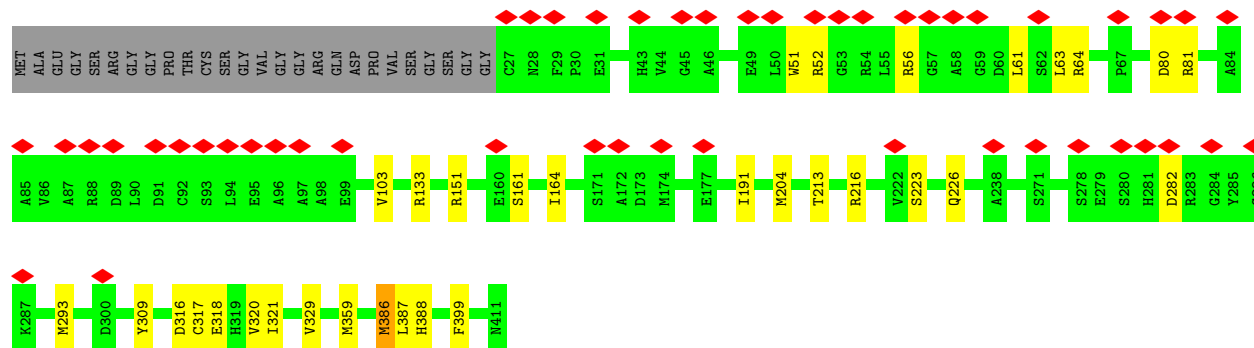 MET ALA GLU GLY SER ARG GLY GLY PRO THR CYS SER GLY VAL GLY GLY ARG GLN ASP PRO VAL SER GLY SER GLY GLY C27 N28 F29 P30 E31 H43 V44 G45 A46 E49 L50 W51 R52 G53 R54 L55 R56 G57 A58 G59 D60 L61 S62 L63 R64 P67 D80 R81 A84
A85 V86 A87 R88 D89 L90 D91 C92 S93 L94 E95 A96 A97 A98 E99 V103 R133 R151 E160 S161 I164 S171 A172 D173 M174 E177 I191 M204 T213 R216 V222 S223 Q226 A238 S271 S278 E279 S280 H281 D282 R283 G284 Y285
K287 M293 D300 Y309 D316 C317 E318 H319 V320 I321 V329 M359 M386 L387 H388 F399 N411